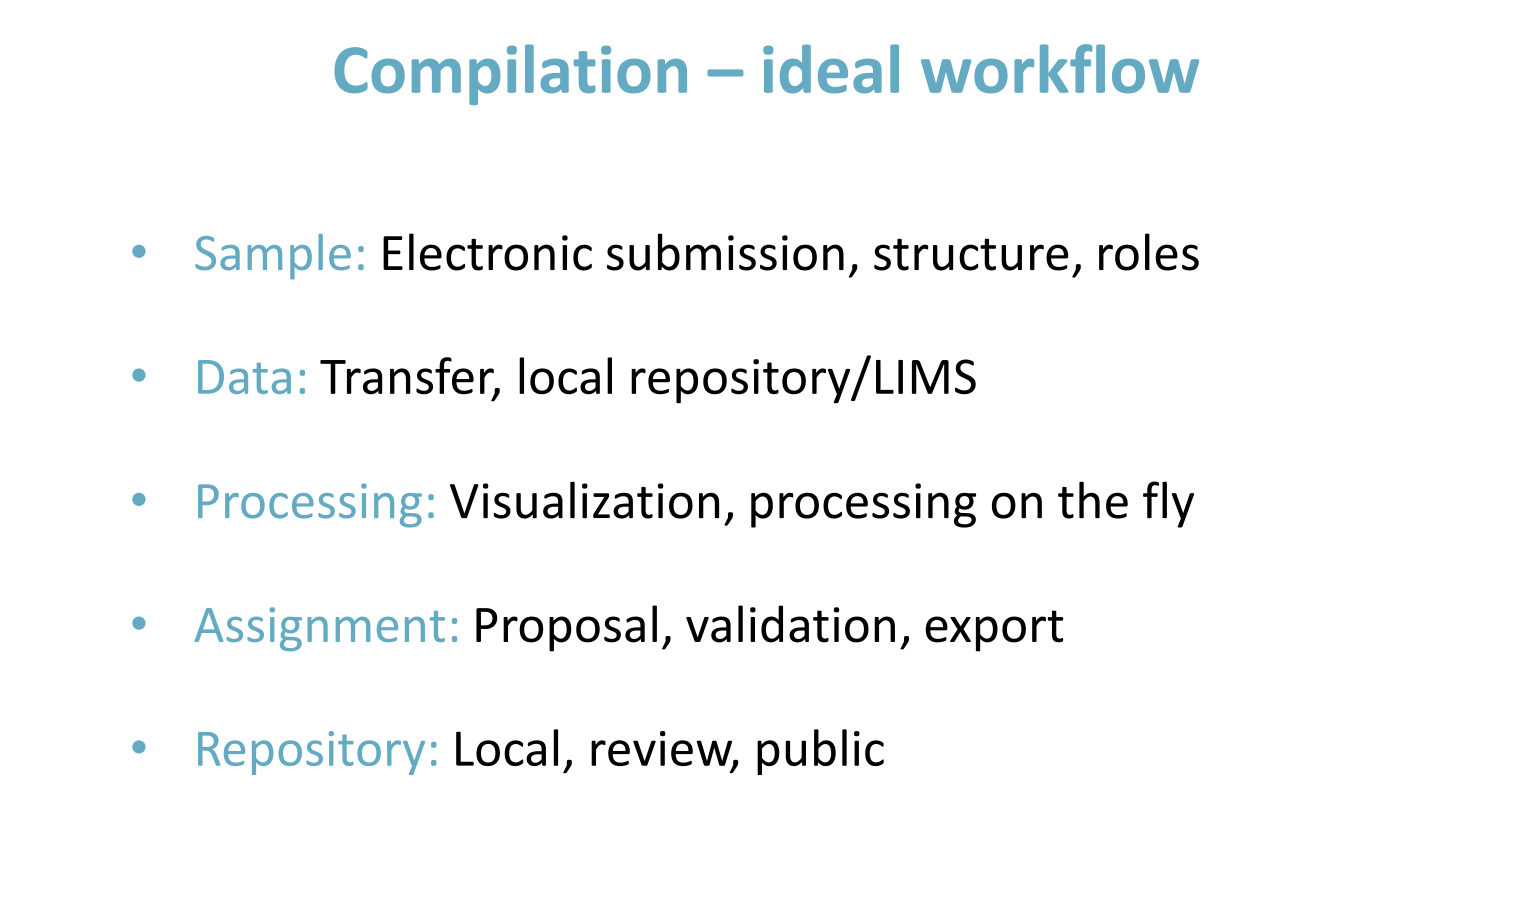 Compilation – ideal workflow
• Sample: Electronic submission, structure, roles
• Data: Transfer, local repository/LIMS
• Processing: Visualization, processing on the fly
• Assignment: Proposal, validation, export
• Repository: Local, review, public